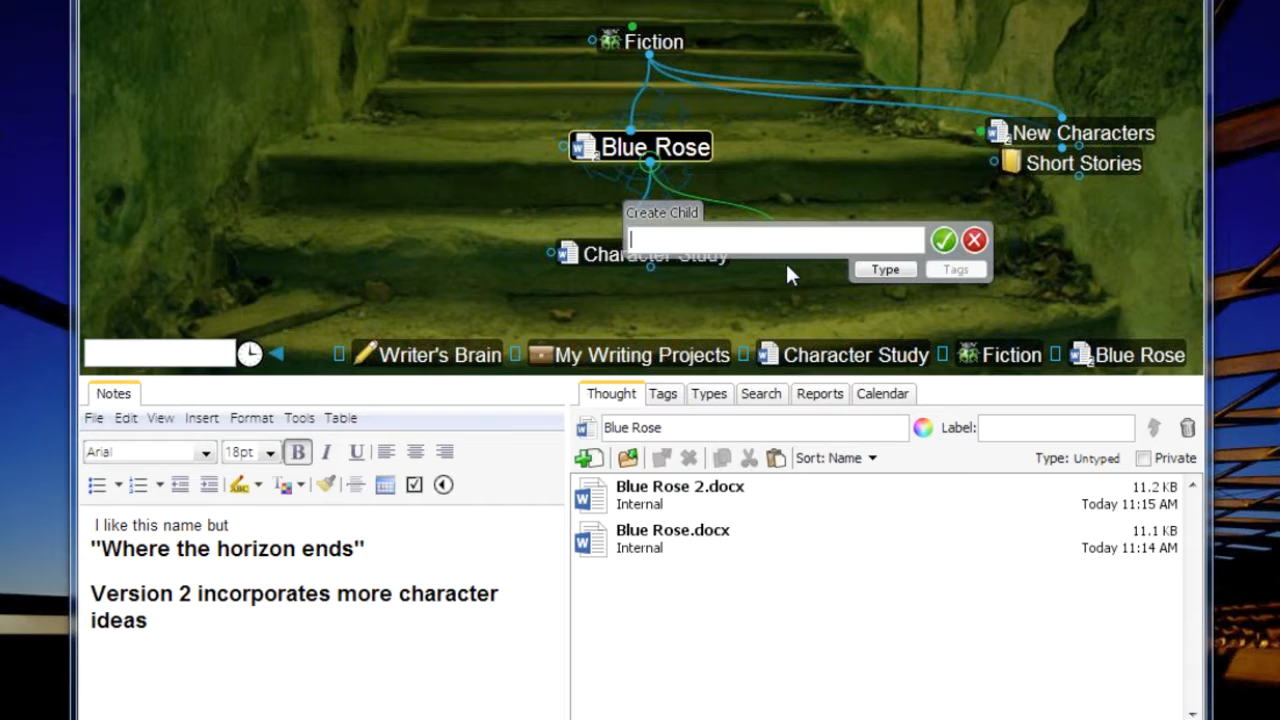 Fiction
New Characters
Blue Rose
Short Stories
Create Child
Character Study
Type
Tags
Writer's Brain
My Writing Projects
Character Study
Fiction
Blue Rose
Notes
Thought
Tags
Types
Search
Reports
Calendar
File Edit View Insert Format Tools Table
Blue Rose
Label:
Arial
18pt
B I U
Sort: Name
Type: Untyped
Private
Blue Rose 2.docx
11.2 KB
Internal
Today 11:15 AM
Blue Rose.docx
11.1 KB
Internal
Today 11:14 AM
I like this name but
"Where the horizon ends"
Version 2 incorporates more character
ideas